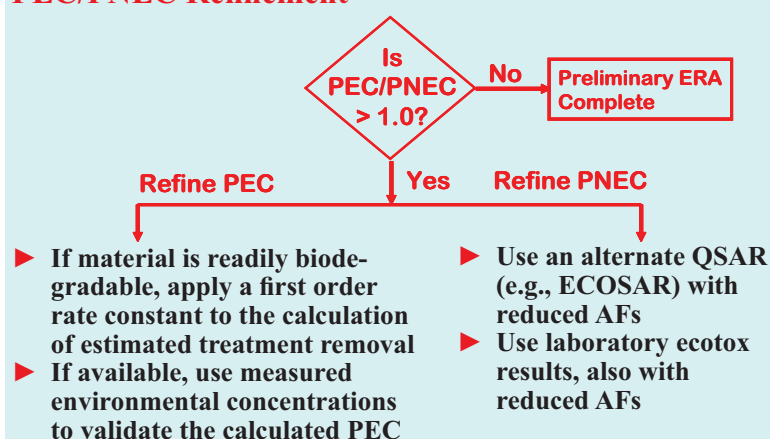 PEC/PNEC Refinement
Is
PEC/PNEC
> 1.0?
No
Preliminary ERA
Complete
Yes
Refine PEC
► If material is readily biode-
gradable, apply a first order
rate constant to the calculation
of estimated treatment removal
► If available, use measured
environmental concentrations
to validate the calculated PEC
Refine PNEC
► Use an alternate QSAR
(e.g., ECOSAR) with
reduced AFs
► Use laboratory ecotox
results, also with
reduced AFs